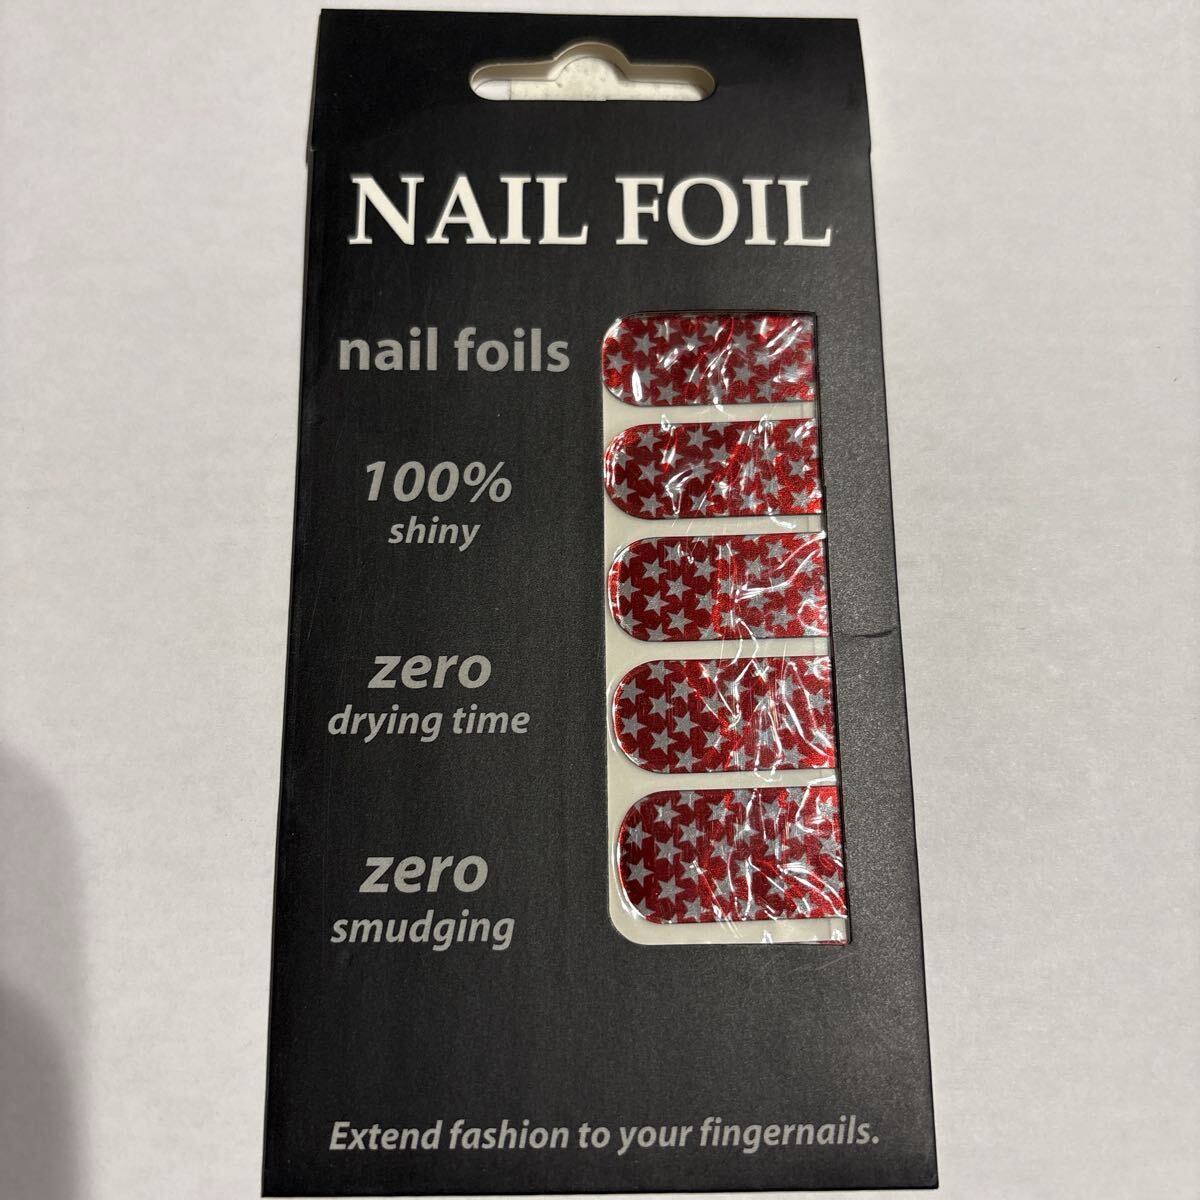 NAIL FOIL
nail foils
100%
shiny
zero
drying time
zero
smudging
Extend fashion to your fingernails.